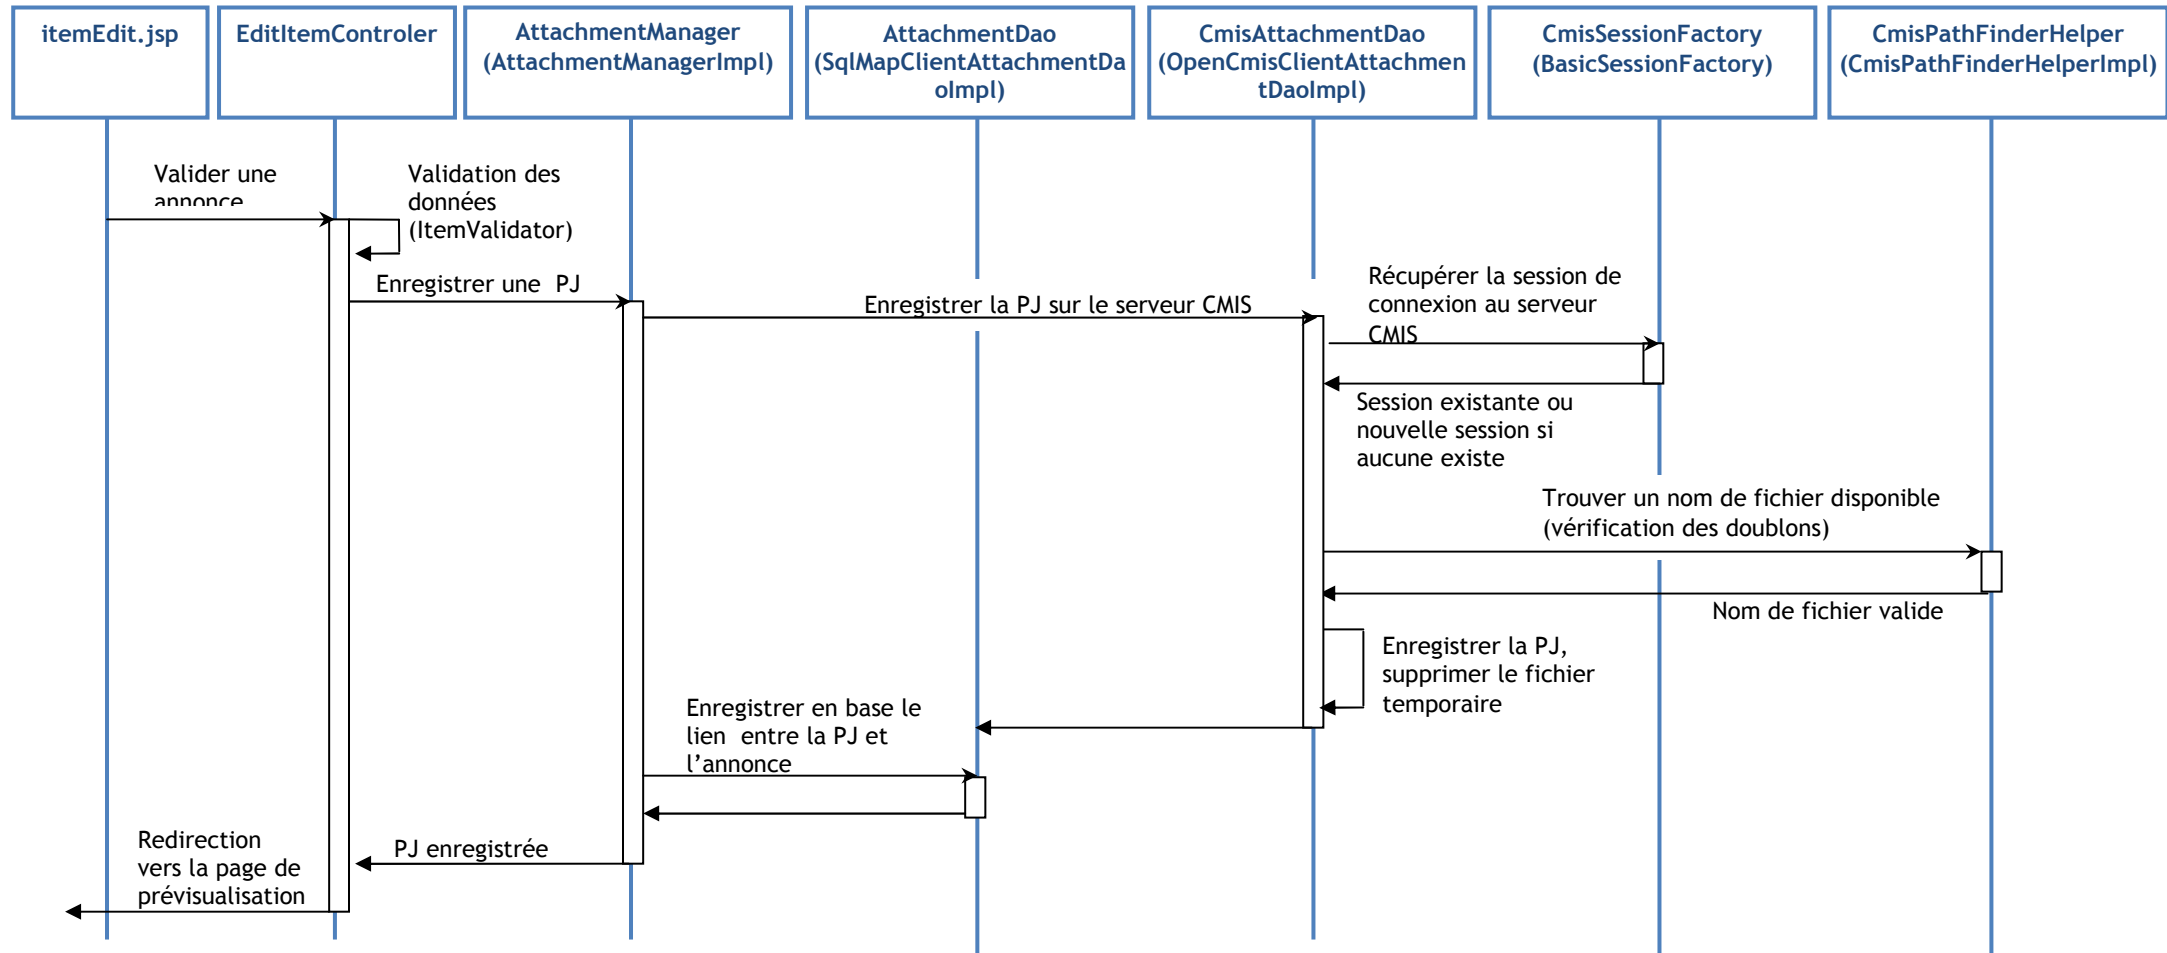 itemEdit.jsp
EditItemControler
AttachmentManager
(AttachmentManagerImpl)
AttachmentDao
(SqlMapClientAttachmentDa
oImpl)
CmisAttachmentDao
(OpenCmisClientAttachmen
tDaoImpl)
CmisSessionFactory
(BasicSessionFactory)
CmisPathFinderHelper
(CmisPathFinderHelperImpl)
Valider une
annonce
Validation des
données
(ItemValidator)
Enregistrer une PJ
Enregistrer la PJ sur le serveur CMIS
Récupérer la session de
connexion au serveur
CMIS
Session existante ou
nouvelle session si
aucune existe
Trouver un nom de fichier disponible
(vérification des doublons)
Nom de fichier valide
Enregistrer la PJ,
supprimer le fichier
temporaire
Enregistrer en base le
lien entre la PJ et
l’annonce
PJ enregistrée
Redirection
vers la page de
prévisualisation